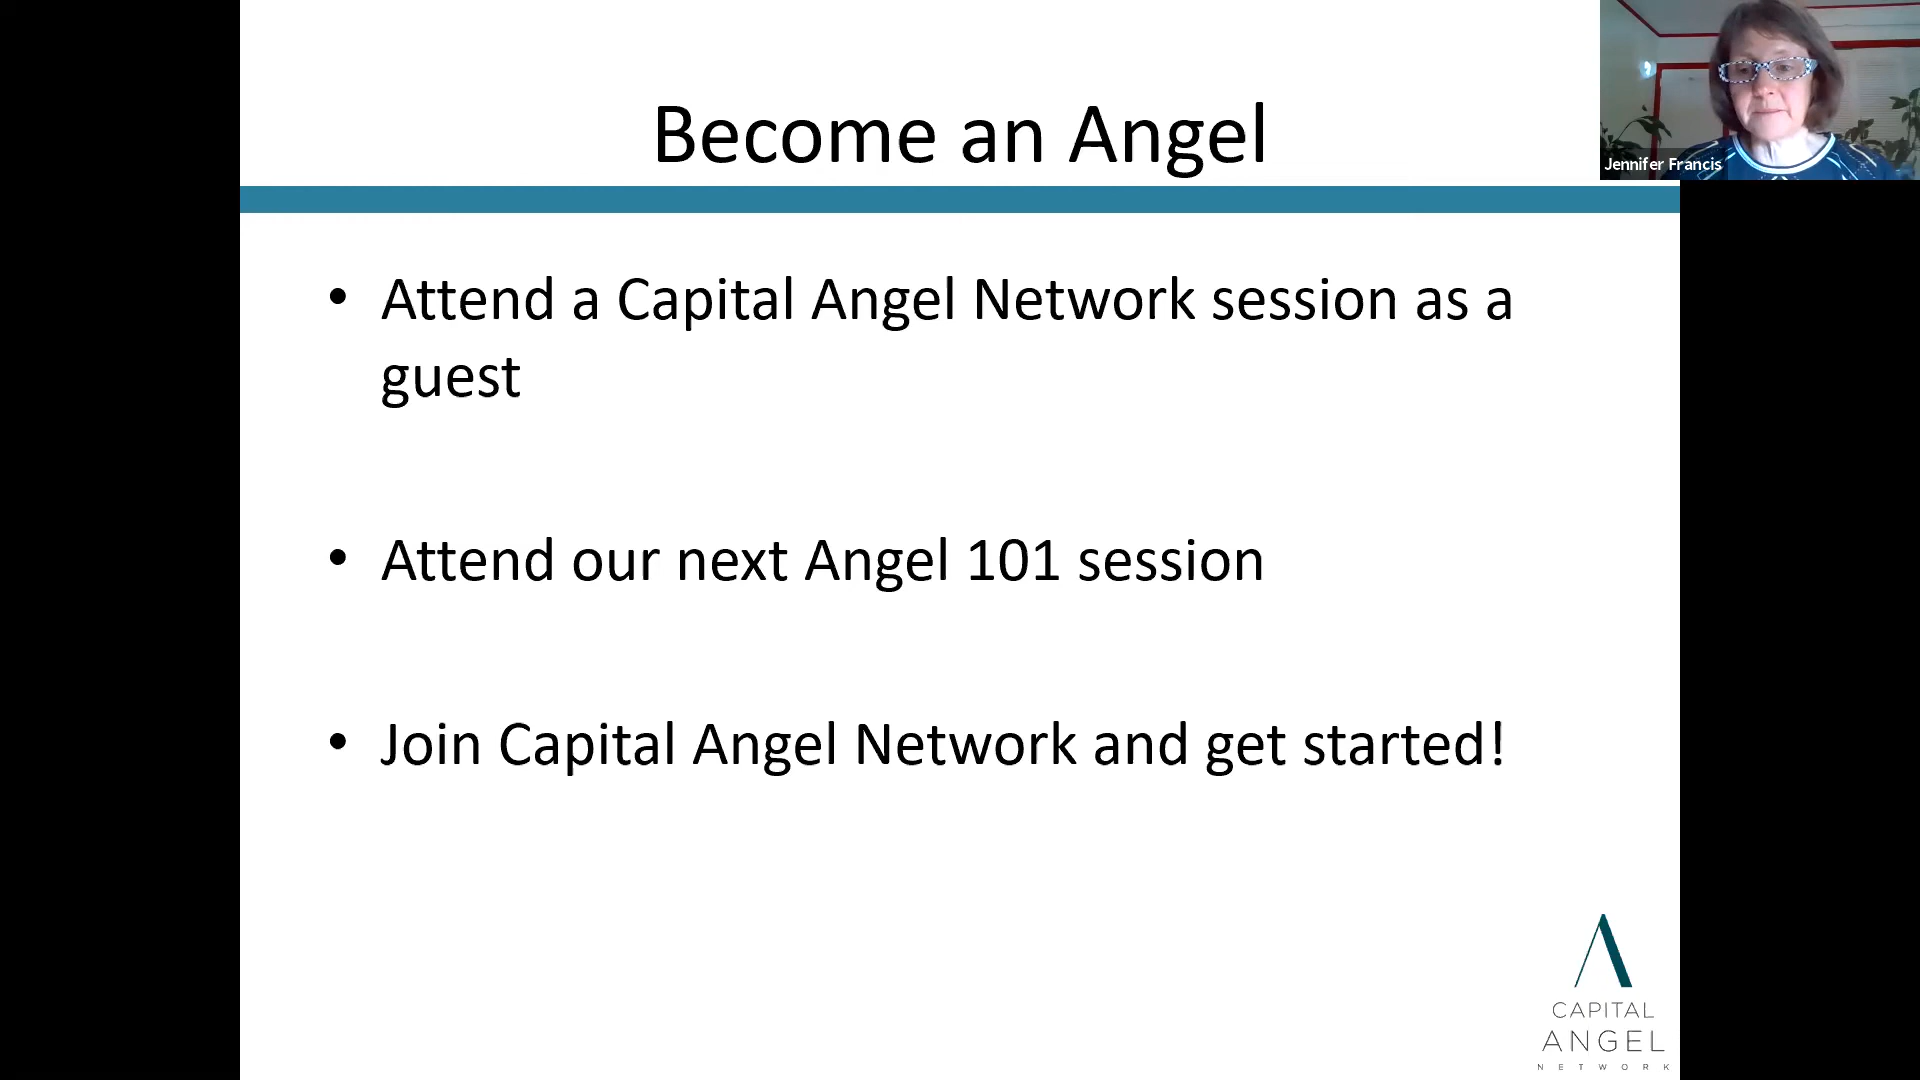 Become an Angel
Jennifer Francis
• Attend a Capital Angel Network session as a
guest
• Attend our next Angel 101 session
• Join Capital Angel Network and get started!
CAPITAL
ANGEL
NETWORK